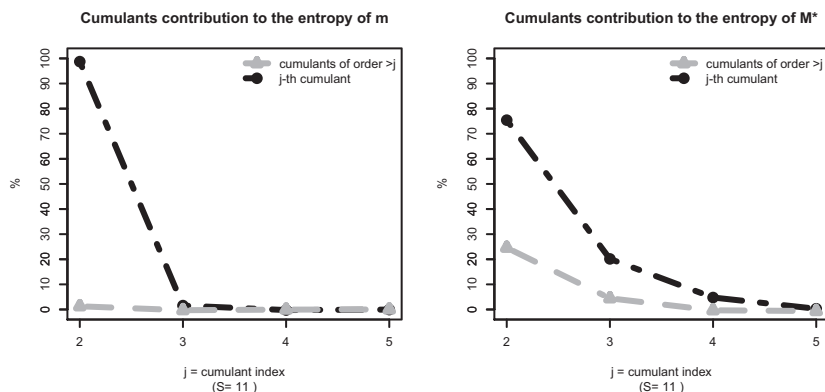 Cumulants contribution to the entropy of m
cumulants of order >j
j-th cumulant
100
90
80
70
60
50
40
30
20
10
0
%
2 3 4 5
j = cumulant index
(S= 11 )
Cumulants contribution to the entropy of M*
cumulants of order >j
j-th cumulant
100
90
80
70
60
50
40
30
20
10
0
%
2 3 4 5
j = cumulant index
(S= 11 )